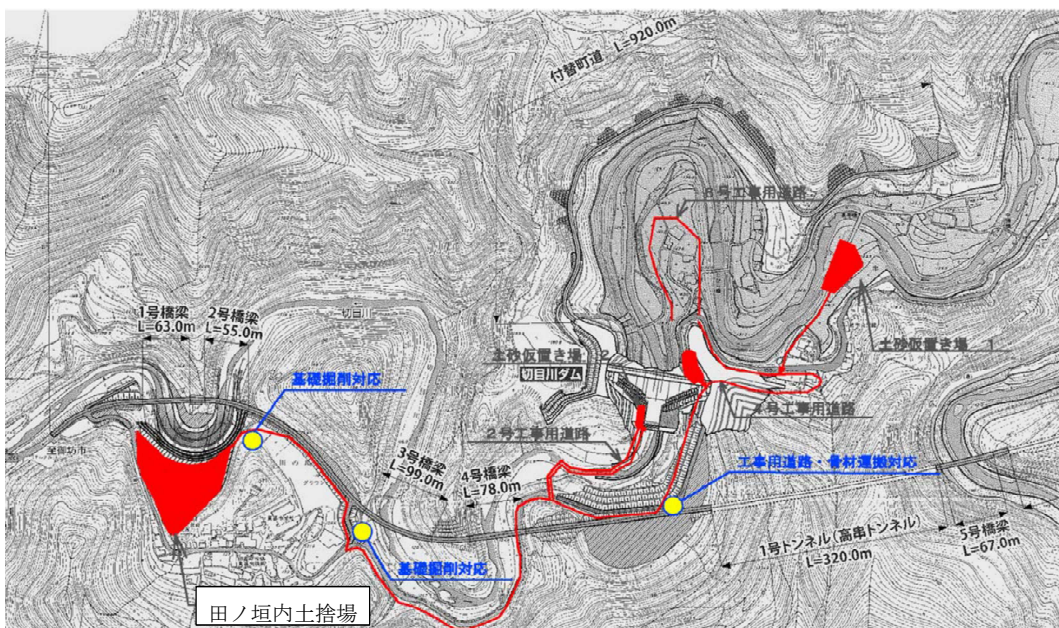 付替町道 L=920.0m
6号工事用道路
1号橋梁
L=63.0m
2号橋梁
L=55.0m
切目川
土砂仮置き場 2
土砂仮置き場 1
切目川ダム
基礎掘削対応
4号工事用道路
2号工事用道路
至御坊市
3号橋梁
L=99.0m
4号橋梁
L=78.0m
工事用道路・骨材運搬対応
1号トンネル(高串トンネル)
L=320.0m
5号橋梁
L=67.0m
基礎掘削対応
田ノ垣内土捨場